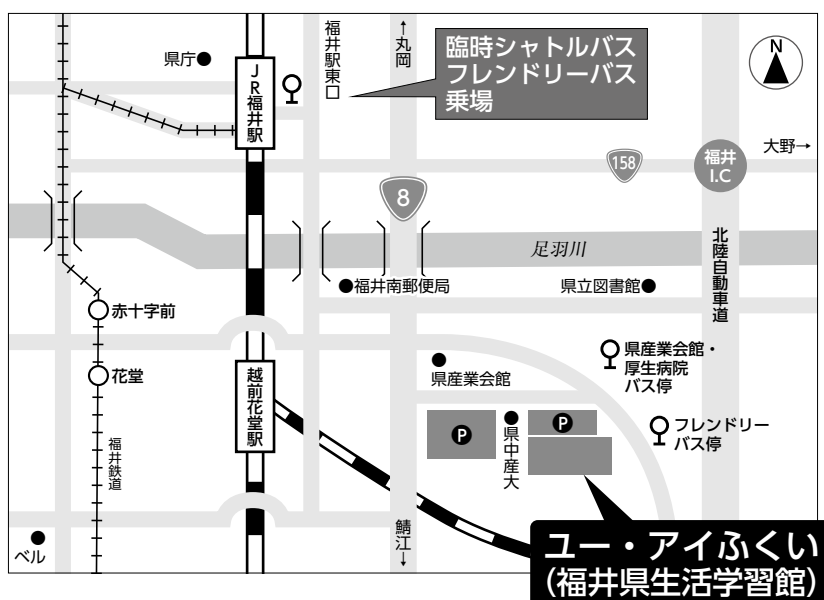 県庁
JR福井駅
福井駅東口
↑丸岡
臨時シャトルバス
フレンドリーバス
乗場
N
158
福井
I.C
大野→
8
足羽川
北陸自動車道
福井南郵便局
県立図書館
赤十字前
花堂
越前花堂駅
県産業会館
県産業会館・
厚生病院
バス停
P
県中産大
P
フレンドリー
バス停
福井鉄道
鯖江↓
ベル
ユー・アイふくい
(福井県生活学習館)